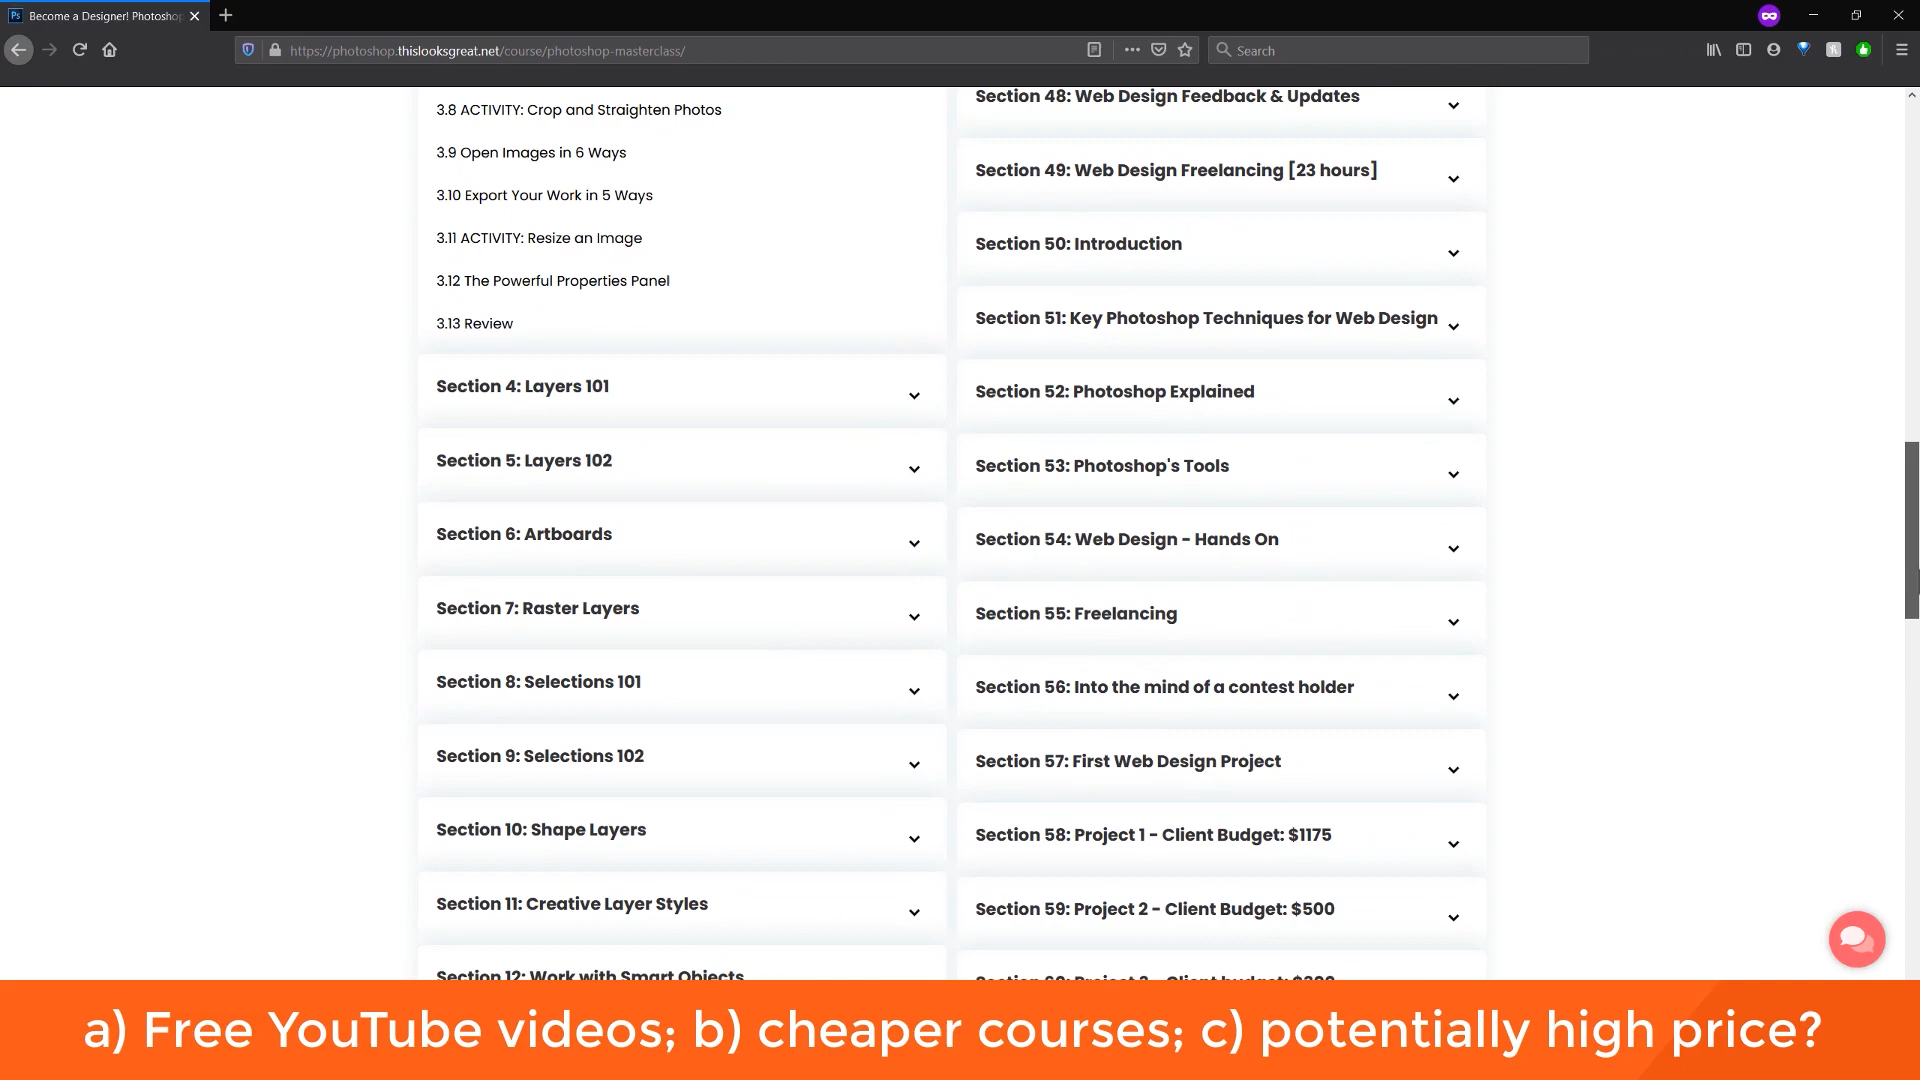 Become a Designer! Photoshop
https://photoshop.thislooksgreat.net/course/photoshop-masterclass/
Search
3.8 ACTIVITY: Crop and Straighten Photos
3.9 Open Images in 6 Ways
3.10 Export Your Work in 5 Ways
3.11 ACTIVITY: Resize an Image
3.12 The Powerful Properties Panel
3.13 Review
Section 4: Layers 101
Section 5: Layers 102
Section 6: Artboards
Section 7: Raster Layers
Section 8: Selections 101
Section 9: Selections 102
Section 10: Shape Layers
Section 11: Creative Layer Styles
Section 12: Work with Smart Objects
Section 48: Web Design Feedback & Updates
Section 49: Web Design Freelancing [23 hours]
Section 50: Introduction
Section 51: Key Photoshop Techniques for Web Design
Section 52: Photoshop Explained
Section 53: Photoshop's Tools
Section 54: Web Design - Hands On
Section 55: Freelancing
Section 56: Into the mind of a contest holder
Section 57: First Web Design Project
Section 58: Project 1 - Client Budget: $1175
Section 59: Project 2 - Client Budget: $500
Section 60: Project 3 - Client budget:
a) Free YouTube videos; b) cheaper courses; c) potentially high price?